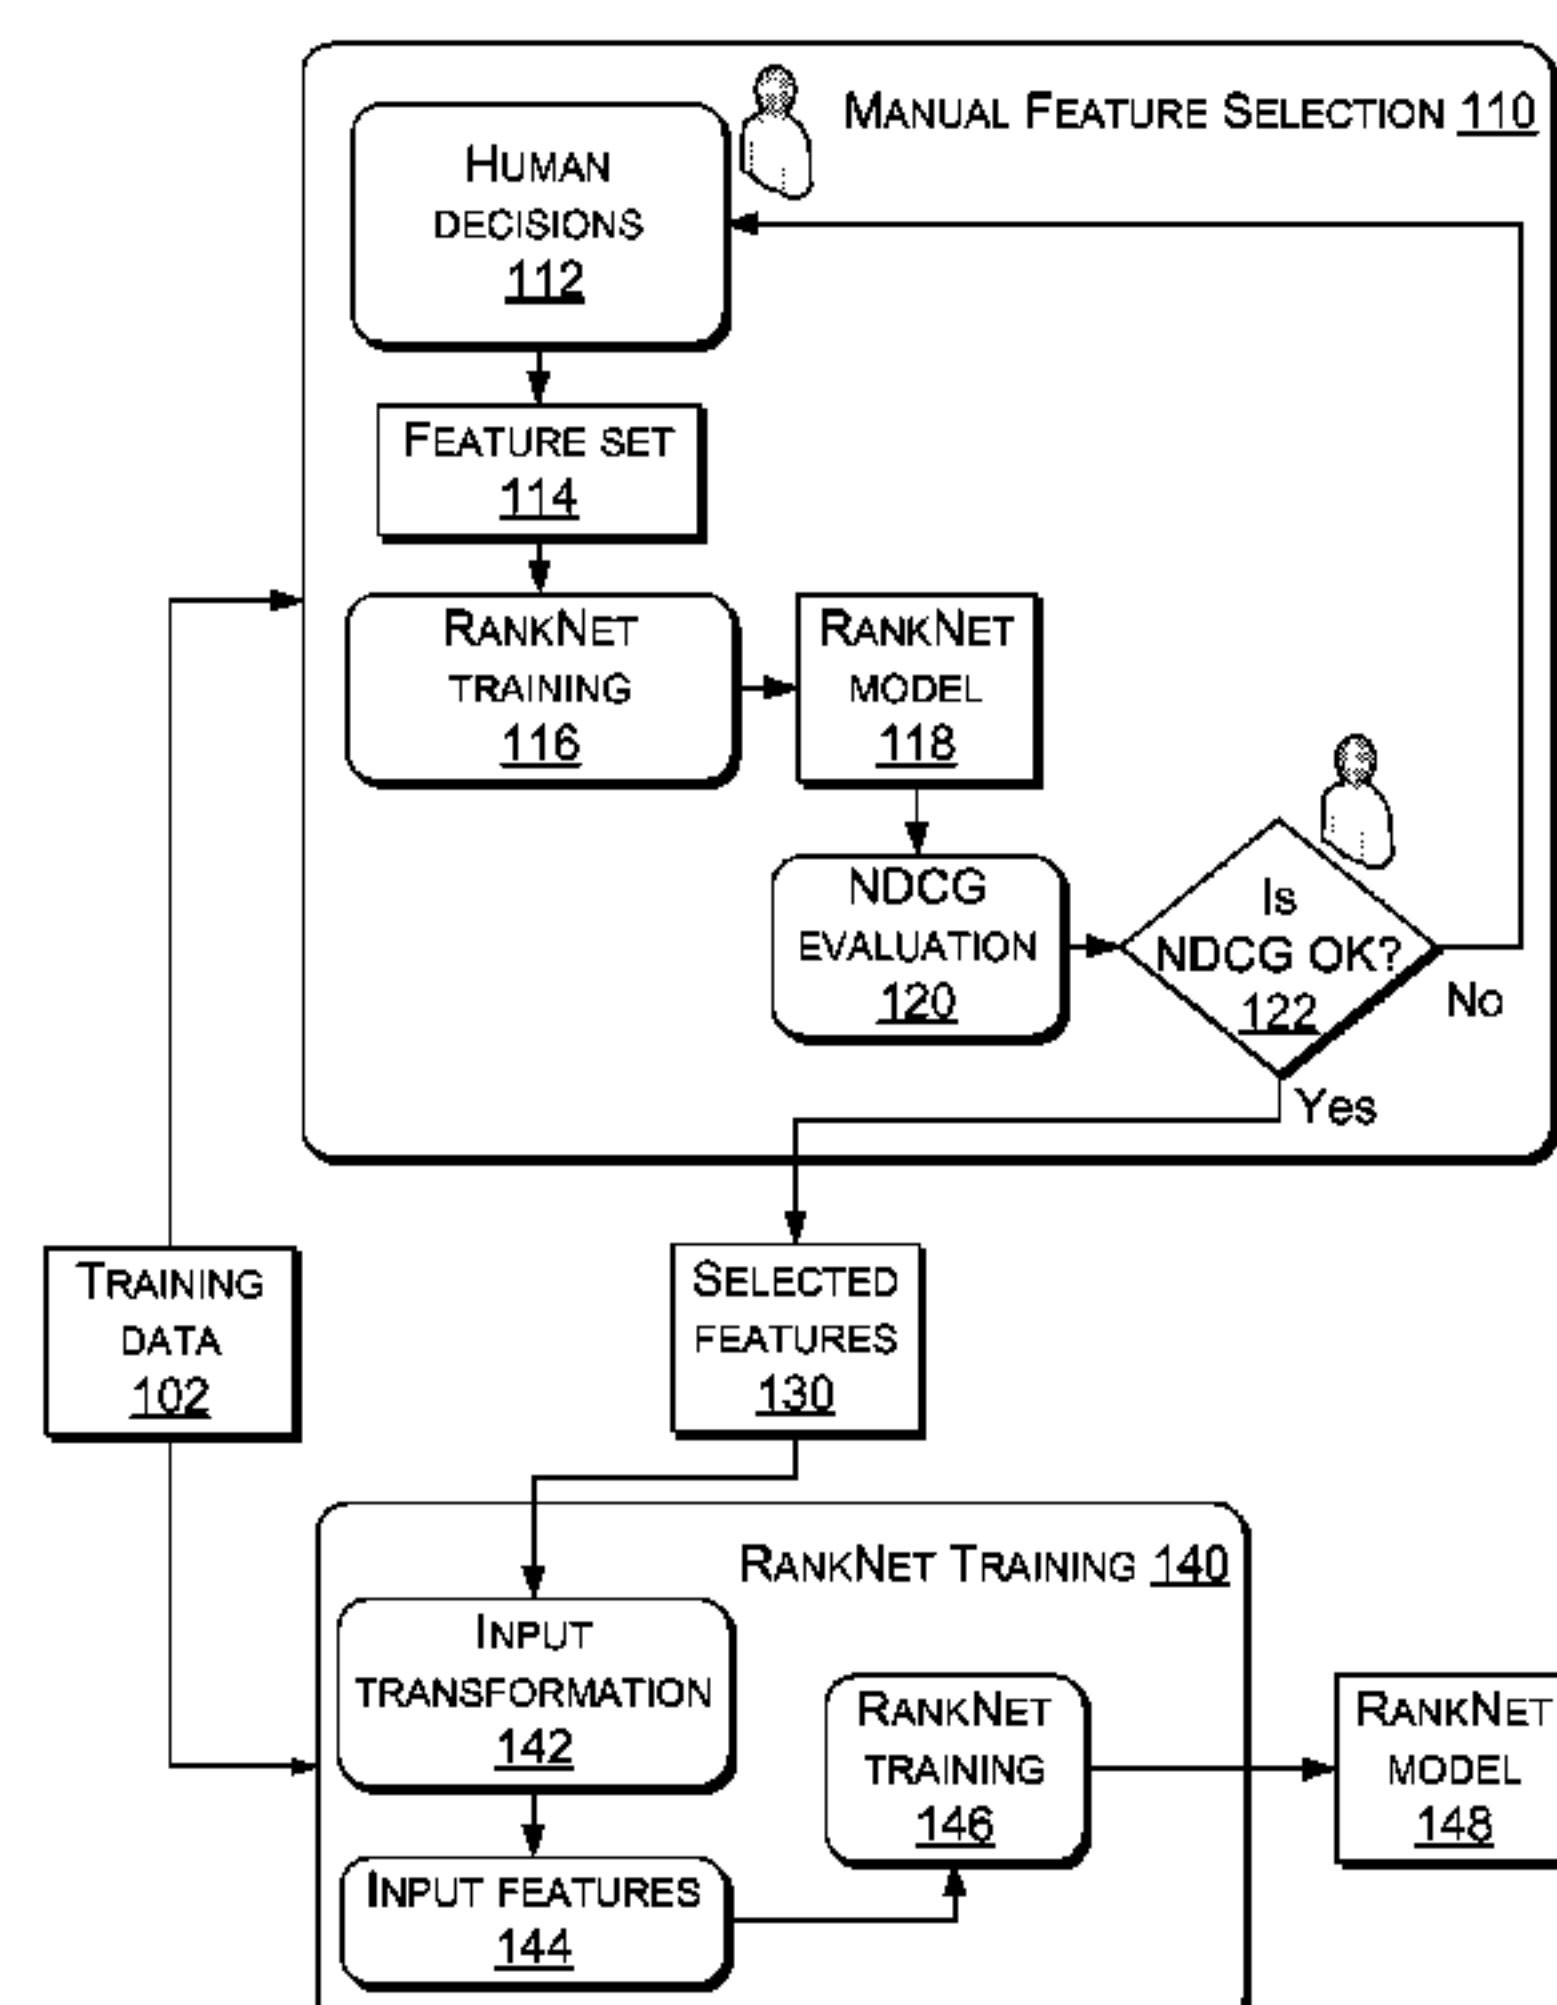 MANUAL FEATURE SELECTION 110
HUMAN
DECISIONS
112
FEATURE SET
114
RANKNET
TRAINING
116
RANKNET
MODEL
118
NDCG
EVALUATION
120
Is
NDCG OK?
122
No
Yes
TRAINING
DATA
102
SELECTED
FEATURES
130
RANKNET TRAINING 140
INPUT
TRANSFORMATION
142
INPUT FEATURES
144
RANKNET
TRAINING
146
RANKNET
MODEL
148